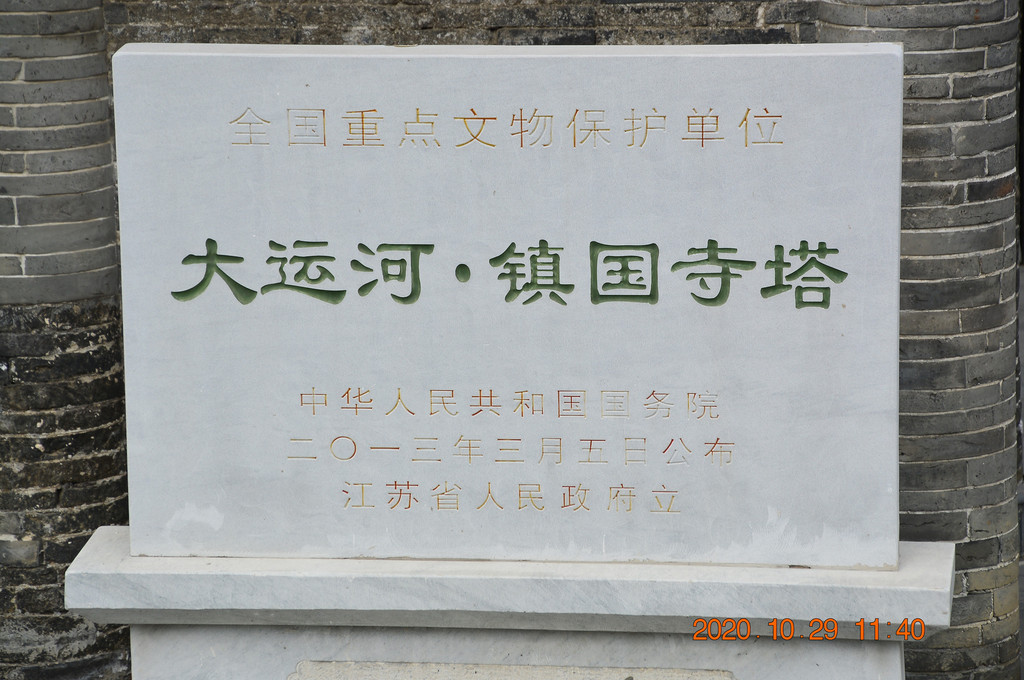 全国重点文物保护单位
大运河·镇国寺塔
中华人民共和国国务院
二〇一三年三月五日公布
江苏省人民政府立
2020.10.29 11:40